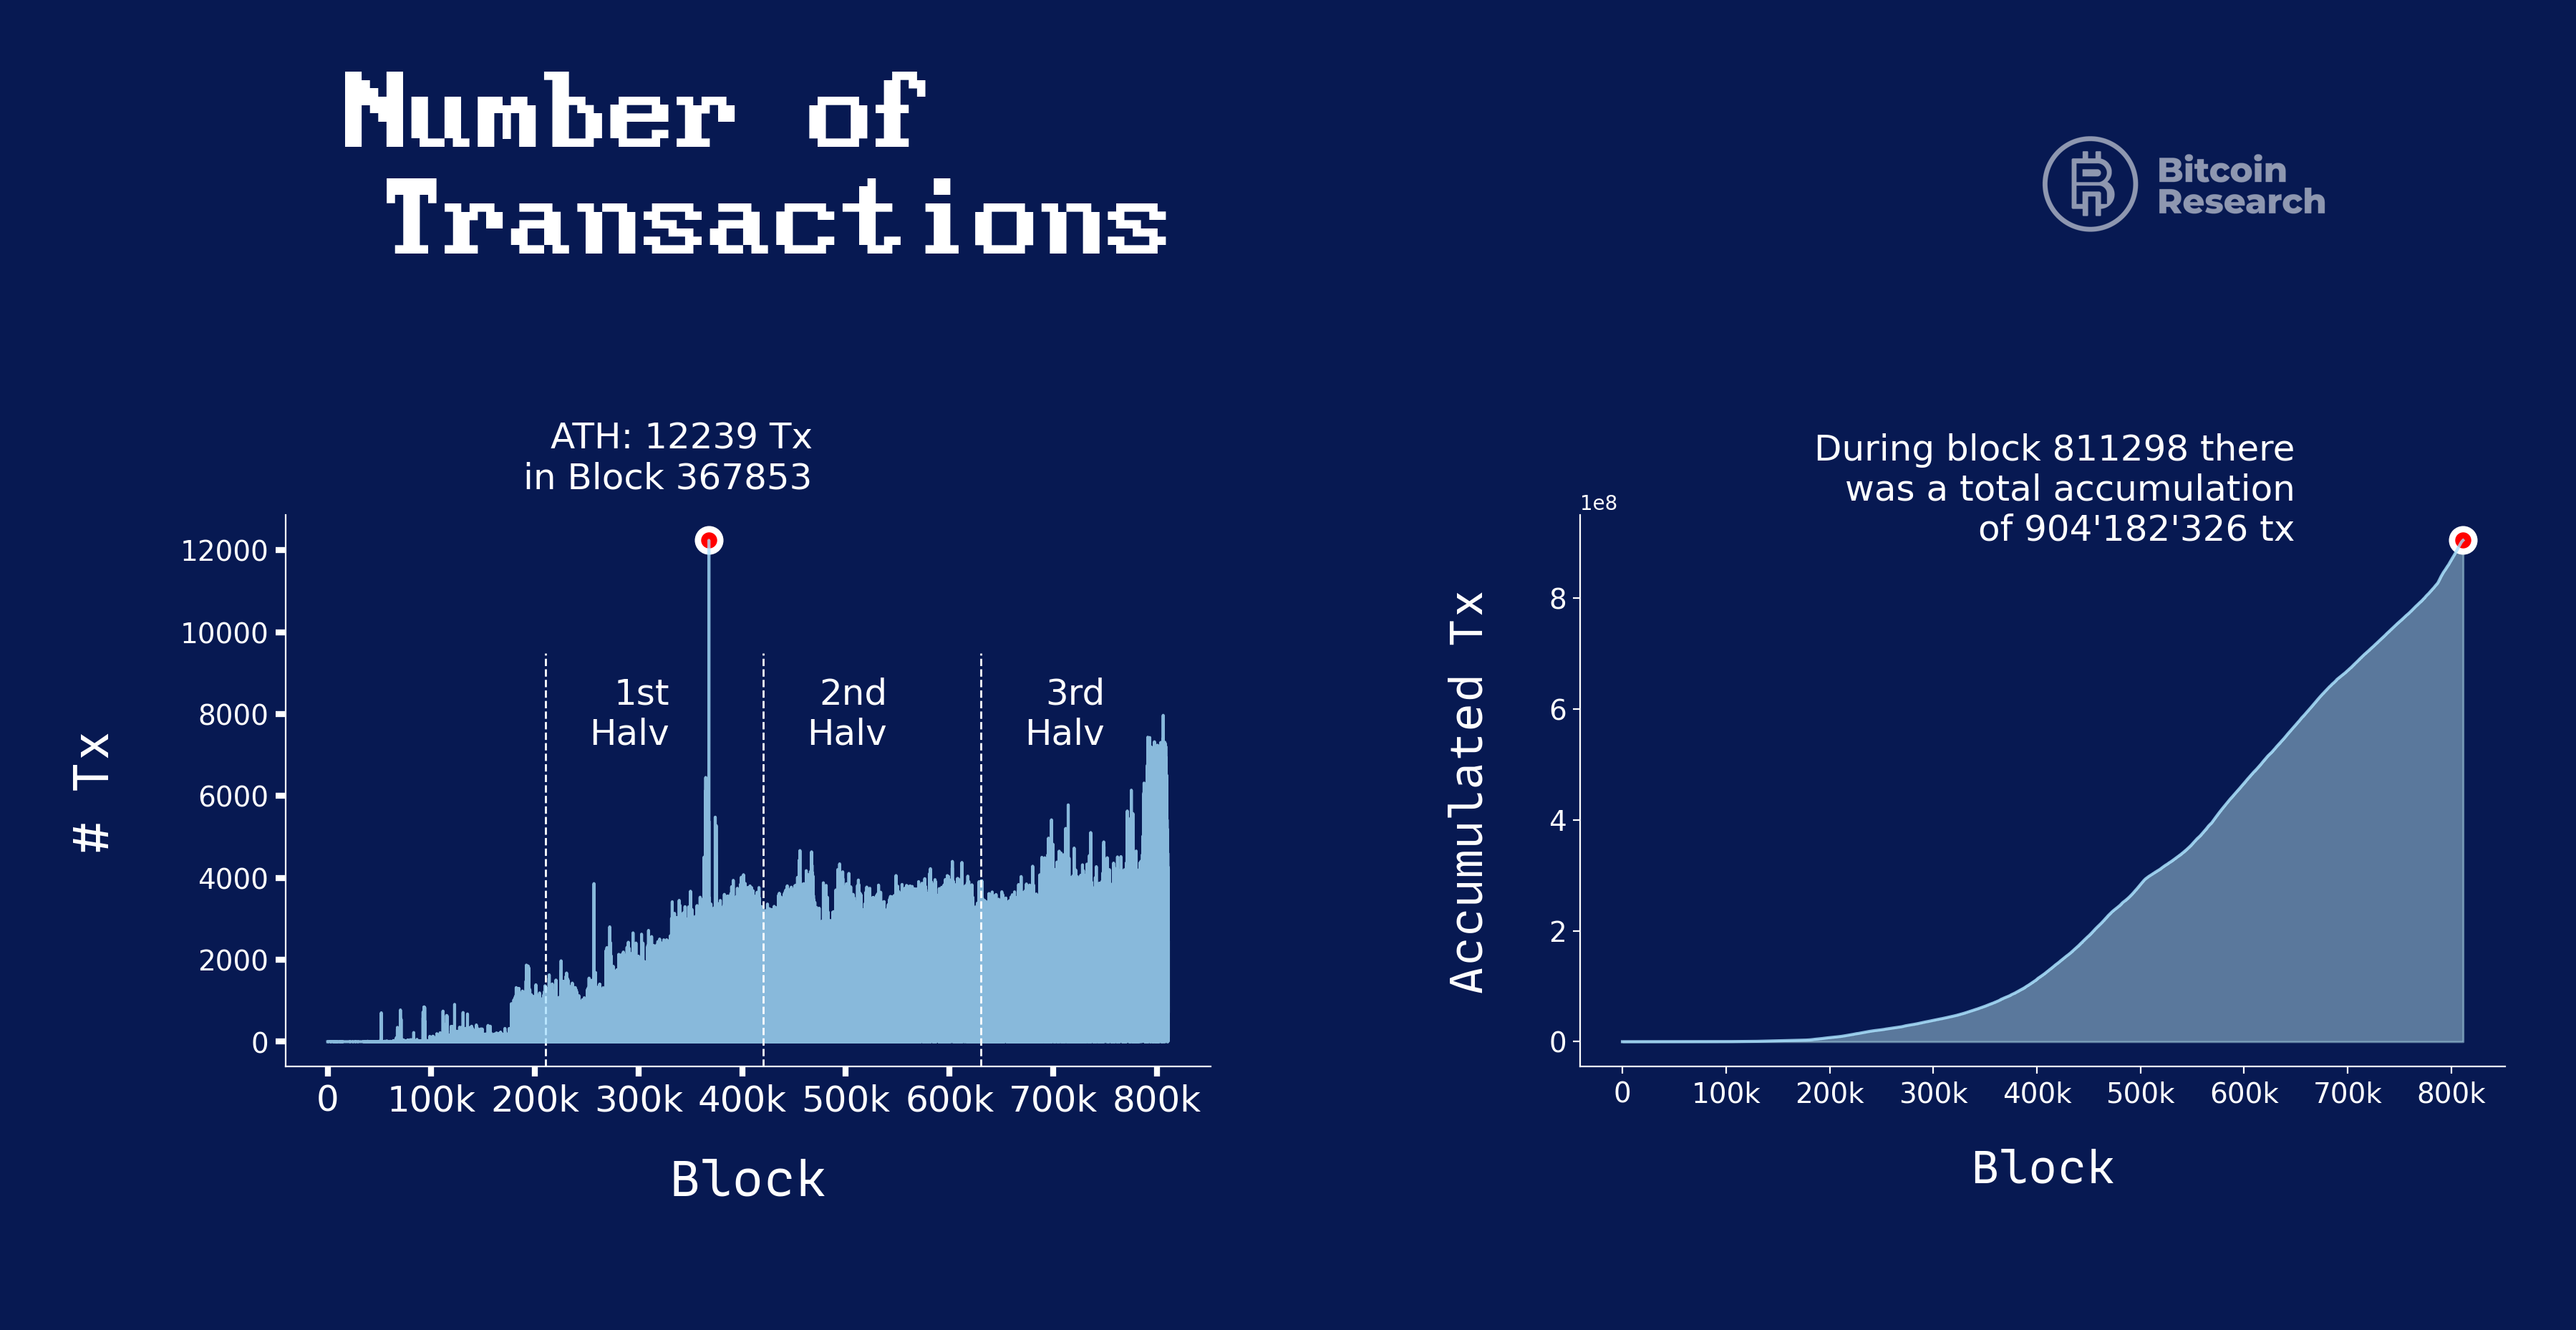 Number of
Transactions
Bitcoin
Research
ATH: 12239 Tx
in Block 367853
# Tx
12000
10000
8000
6000
4000
2000
0
1st
Halv
2nd
Halv
3rd
Halv
0 100k 200k 300k 400k 500k 600k 700k 800k
Block
During block 811298 there
was a total accumulation
of 904'182'326 tx
1e8
Accumulated Tx
8
6
4
2
0
0 100k 200k 300k 400k 500k 600k 700k 800k
Block